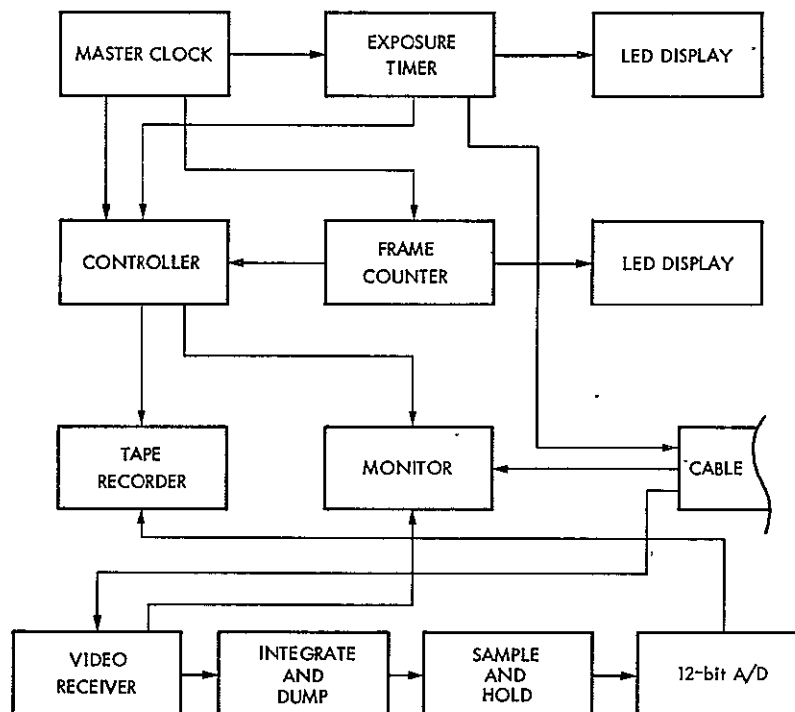 MASTER CLOCK
EXPOSURE
TIMER
LED DISPLAY
CONTROLLER
FRAME
COUNTER
LED DISPLAY
TAPE
RECORDER
MONITOR
CABLE
VIDEO
RECEIVER
INTEGRATE
AND
DUMP
SAMPLE
AND
HOLD
12-bit A/D